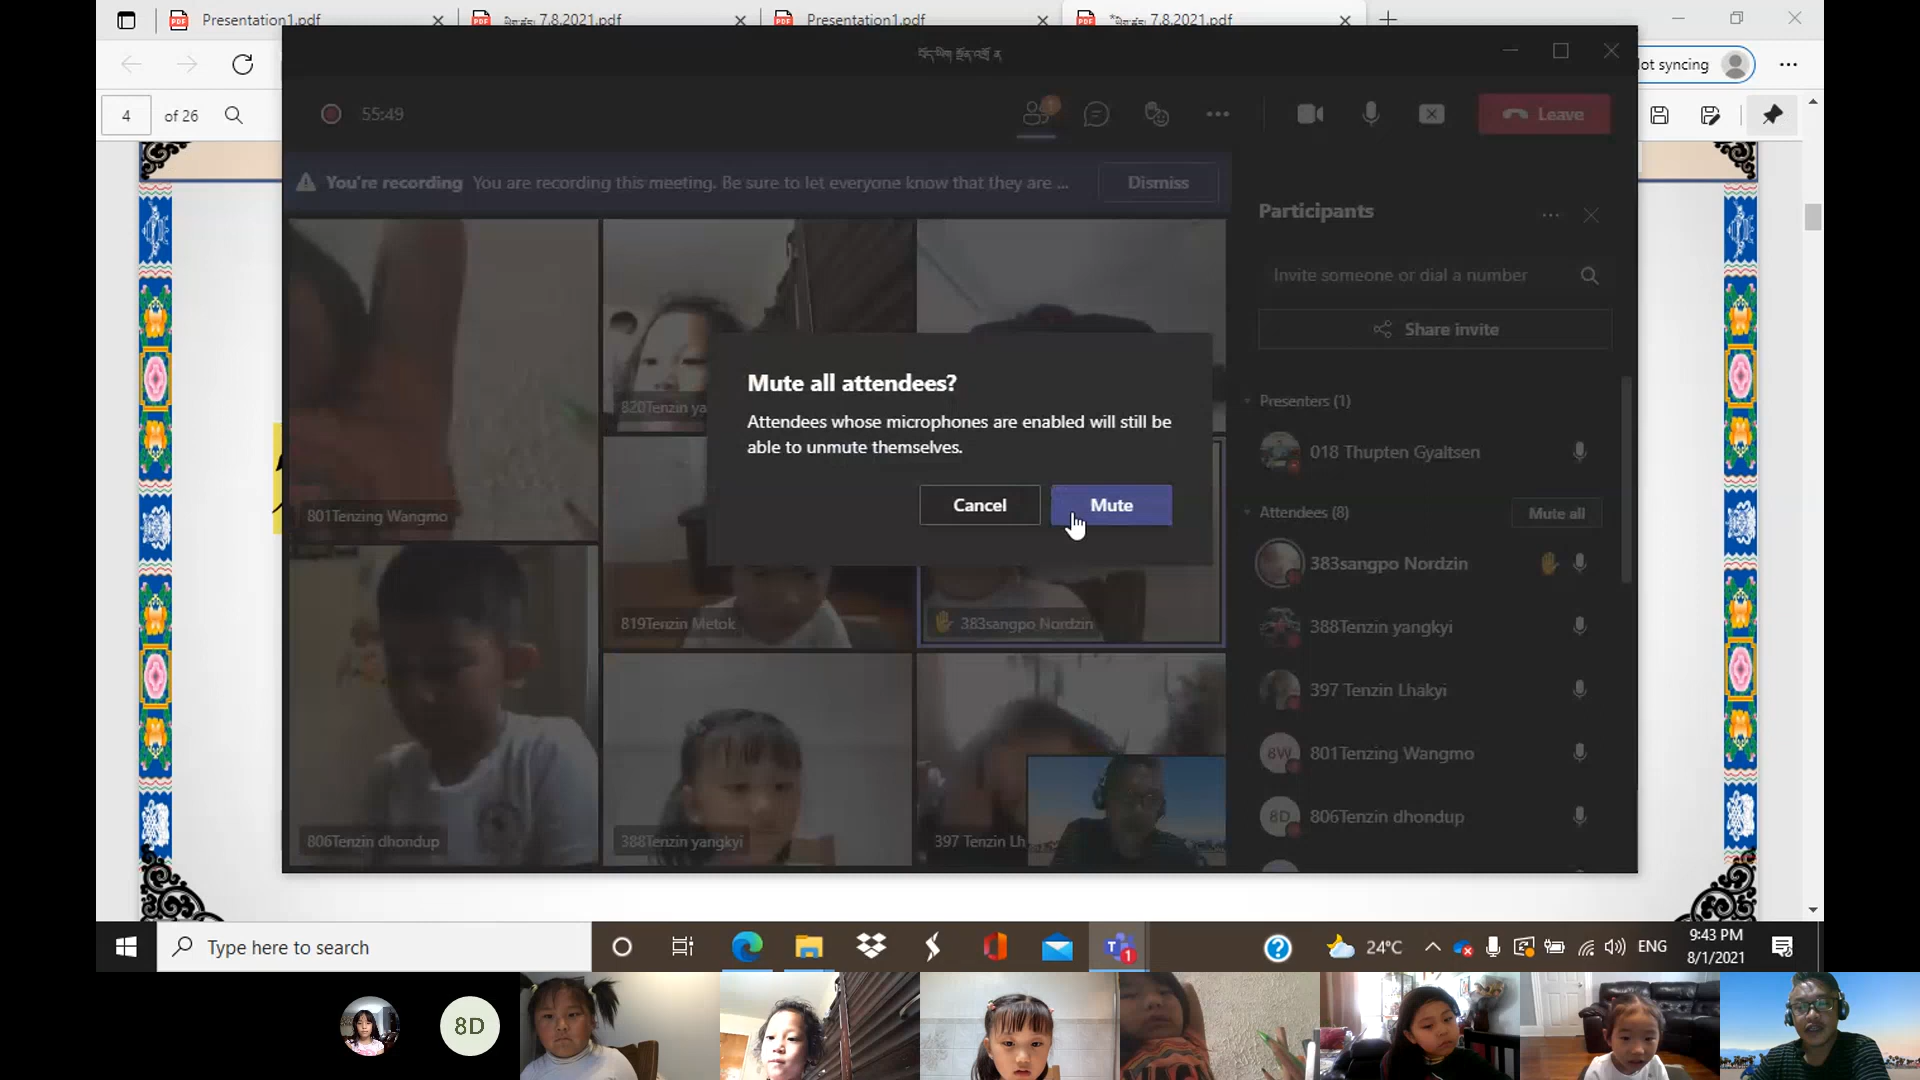 Presentation1.pdf
7.8.2021.pdf
Presentation1.pdf
7.8.2021.pdf
ot syncing
4 of 26
55:49
Leave
You're recording You are recording this meeting. Be sure to let everyone know that they are ...
Dismiss
Participants
Invite someone or dial a number
Share invite
Presenters (1)
018 Thupten Gyaltsen
Attendees (8)
Mute all
383sangpo Nordzin
388Tenzin yangkyi
397 Tenzin Lhakyi
8W 801Tenzing Wangmo
8D 806Tenzin dhondup
820Tenzin ya
Mute all attendees?
Attendees whose microphones are enabled will still be
able to unmute themselves.
Cancel
Mute
801Tenzing Wangmo
819Tenzin Metok
383sangpo Nordzin
806Tenzin dhondup
388Tenzin yangkyi
397 Tenzin Lh
Type here to search
1
24°C
ENG
9:43 PM
8/1/2021
8D